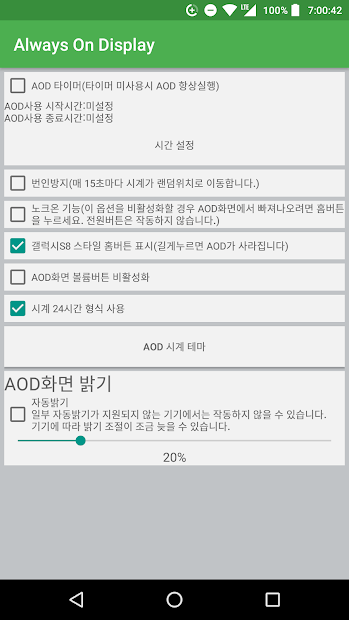 LTE 100% 7:00:42
Always On Display
AOD 타이머(타이머 미사용시 AOD 항상실행)
AOD사용 시작시간:미설정
AOD사용 종료시간:미설정
시간 설정
번인방지(매 15초마다 시계가 랜덤위치로 이동합니다.)
노크온 기능(이 옵션을 비활성화할 경우 AOD화면에서 빠져나오려면 홈버튼
을 누르세요. 전원버튼은 작동하지 않습니다.)
갤럭시S8 스타일 홈버튼 표시(길게누르면 AOD가 사라집니다)
AOD화면 볼륨버튼 비활성화
시계 24시간 형식 사용
AOD 시계 테마
AOD화면 밝기
자동밝기
일부 자동밝기가 지원되지 않는 기기에서는 작동하지 않을 수 있습니다.
기기에 따라 밝기 조절이 조금 늦을 수 있습니다.
20%